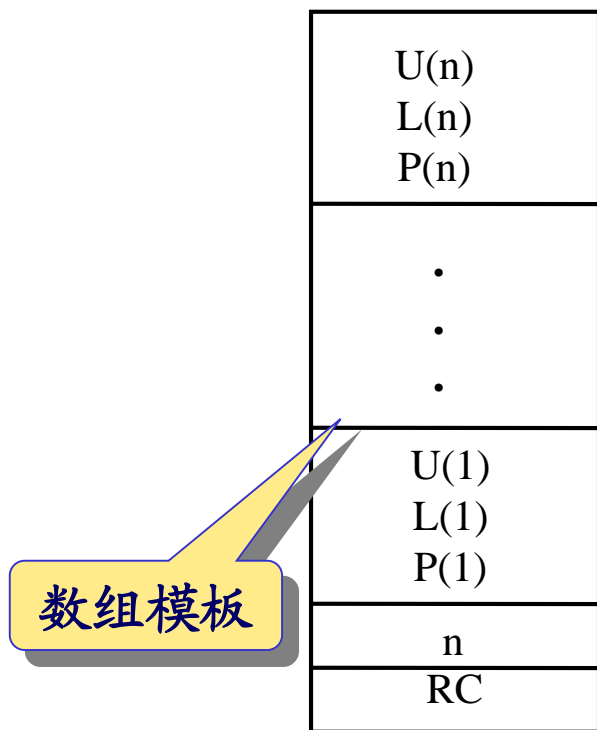 U(n)
L(n)
P(n)
.
.
.
U(1)
L(1)
P(1)
数组模板
n
RC